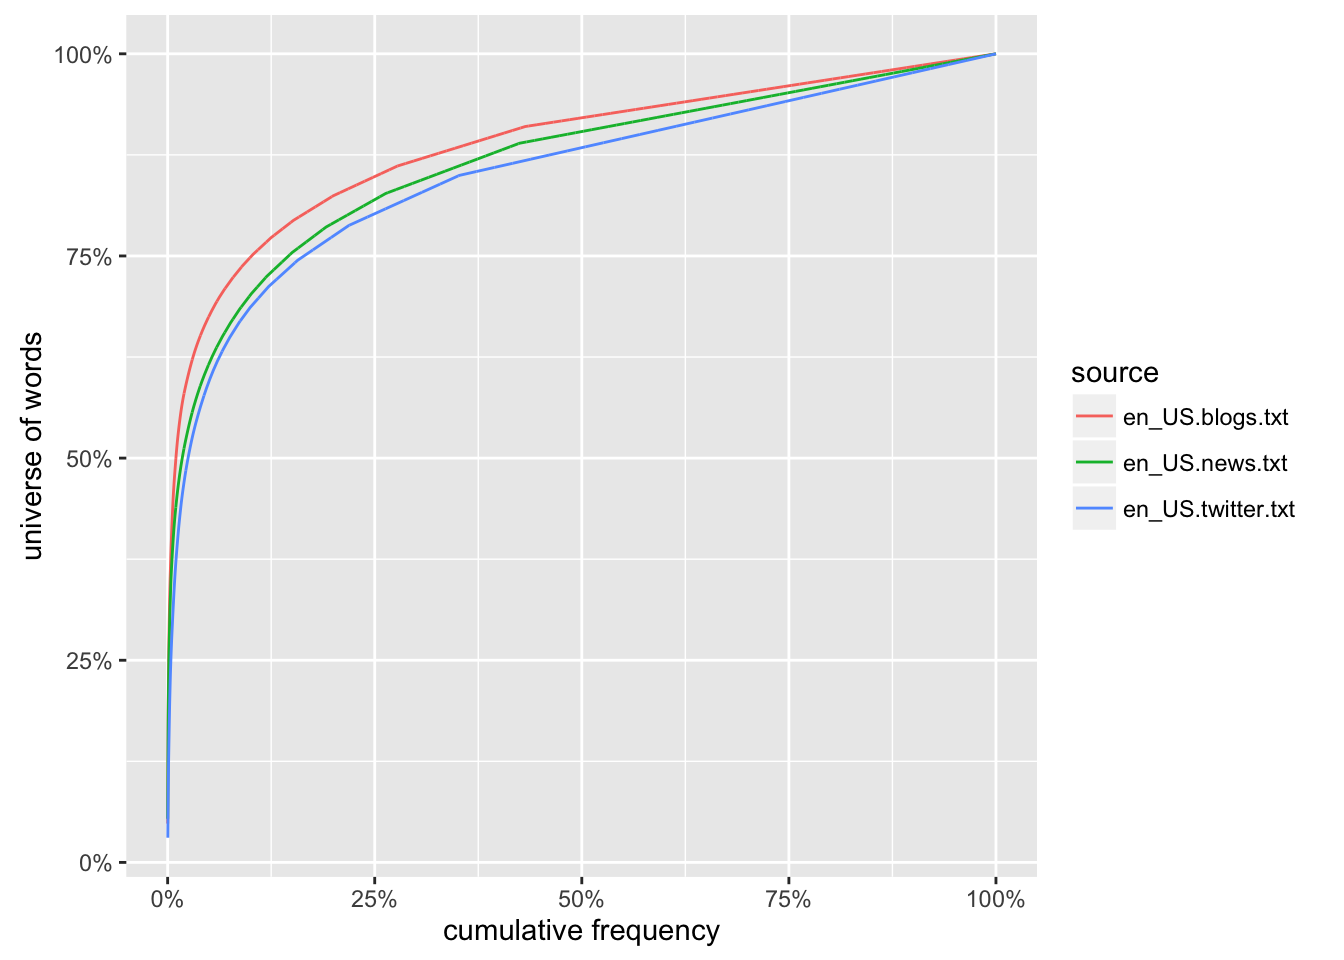 100%
75%
50%
25%
0%
universe of words
0%
25%
50%
75%
100%
cumulative frequency
source
en_US.blogs.txt
en_US.news.txt
en_US.twitter.txt